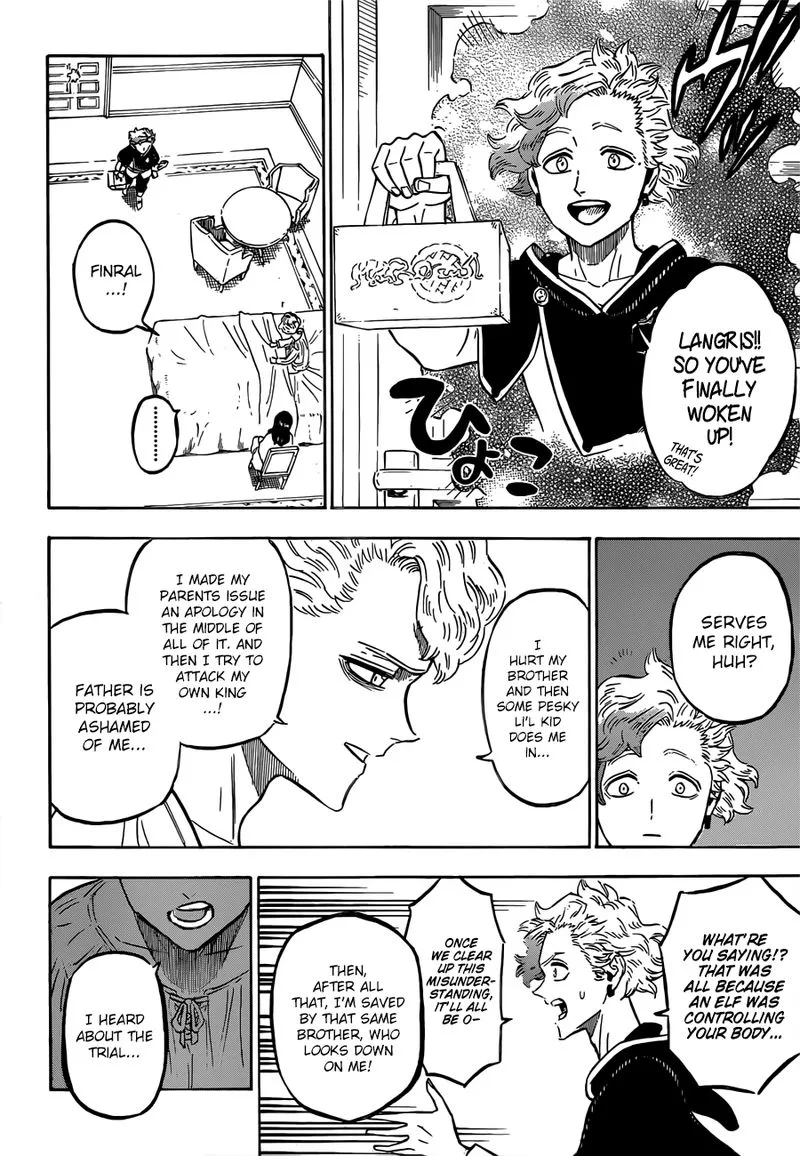 LANGRIS!!
SO YOU'VE
FINALLY
WOKEN
UP!
THAT'S
GREAT!
ひょこ
FINRAL
...!
.........
SERVES
ME RIGHT,
HUH?
I
HURT MY
BROTHER
AND THEN
SOME PESKY
LI'L KID
DOES ME
IN...
I MADE MY
PARENTS ISSUE
AN APOLOGY IN
THE MIDDLE OF
ALL OF IT. AND
THEN I TRY TO
ATTACK MY
OWN KING
...!
FATHER IS
PROBABLY
ASHAMED
OF ME...
WHAT'RE
YOU SAYING!?
THAT WAS
ALL BECAUSE
AN ELF WAS
CONTROLLING
YOUR BODY...
ONCE
WE CLEAR
UP THIS
MISUNDER-
STANDING,
IT'LL ALL
BE O-
THEN,
AFTER ALL
THAT, I'M SAVED
BY THAT SAME
BROTHER, WHO
LOOKS DOWN
ON ME!
I HEARD
ABOUT THE
TRIAL...